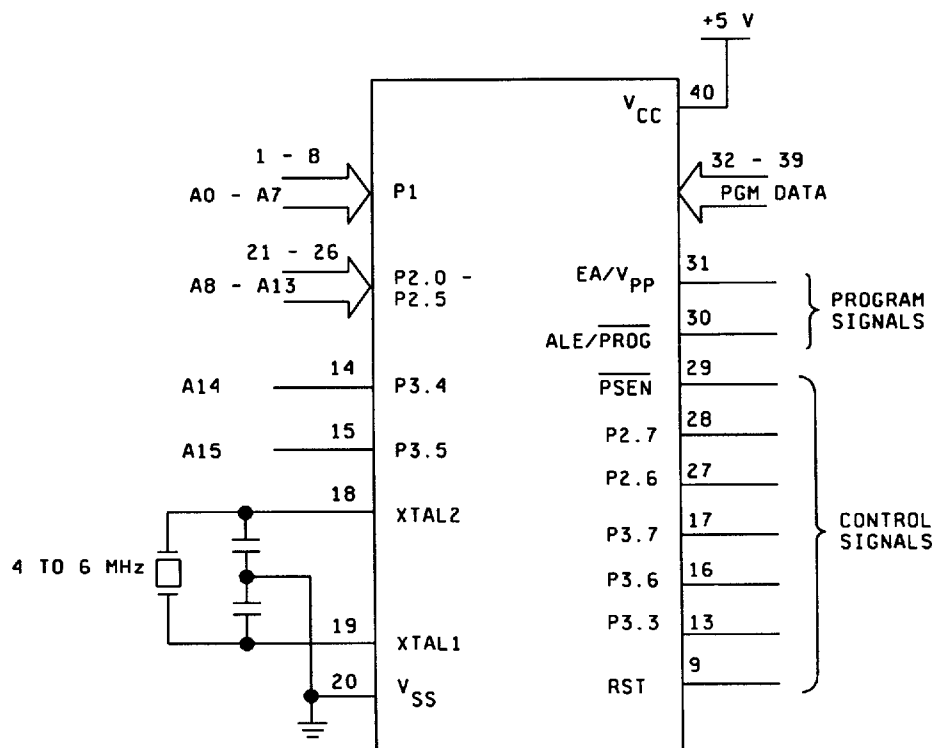 +5 V
40
VCC
1 - 8
A0 - A7
P1
32 - 39
PGM DATA
21 - 26
A8 - A13
P2.0 -
P2.5
EA/VPP
31
ALE/PROG
30
PROGRAM
SIGNALS
14
A14
P3.4
PSEN
29
15
A15
P3.5
P2.7
28
18
XTAL2
P2.6
27
4 TO 6 MHz
P3.7
17
P3.6
16
CONTROL
SIGNALS
19
XTAL1
P3.3
13
20
VSS
RST
9